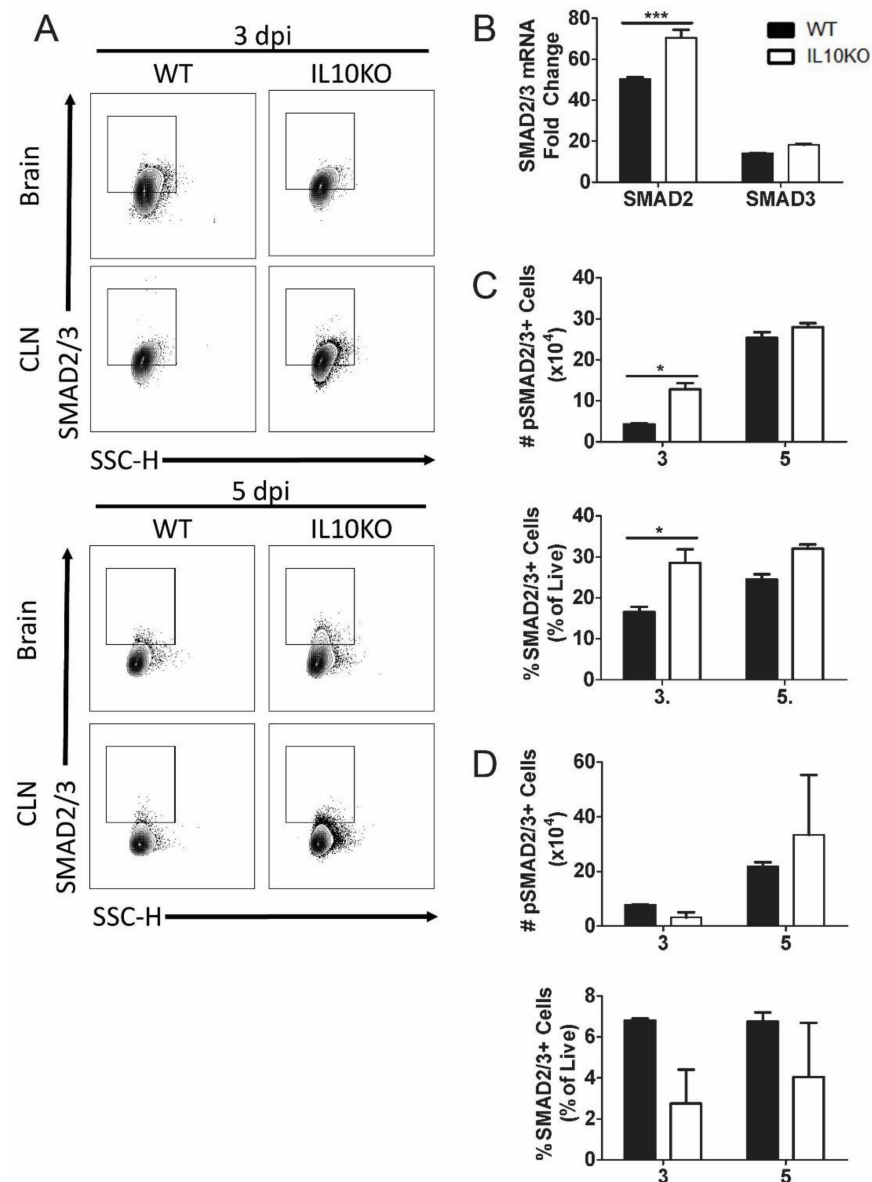 A
3 dpi
WT IL10KO
Brain
CLN
SMAD2/3
SSC-H
5 dpi
WT IL10KO
Brain
CLN
SMAD2/3
SSC-H
B
SMAD2/3 mRNA
Fold Change
80
60
40
20
0
***
SMAD2 SMAD3
WT
IL10KO
C
# pSMAD2/3+ Cells
(x10⁴)
40
30
20
10
0
*
3 5
%SMAD2/3+ Cells
(% of Live)
40
30
20
10
0
*
3. 5.
D
# pSMAD2/3+ Cells
(x10⁴)
60
40
20
0
3 5
%SMAD2/3+ Cells
(% of Live)
8
6
4
2
0
3 5